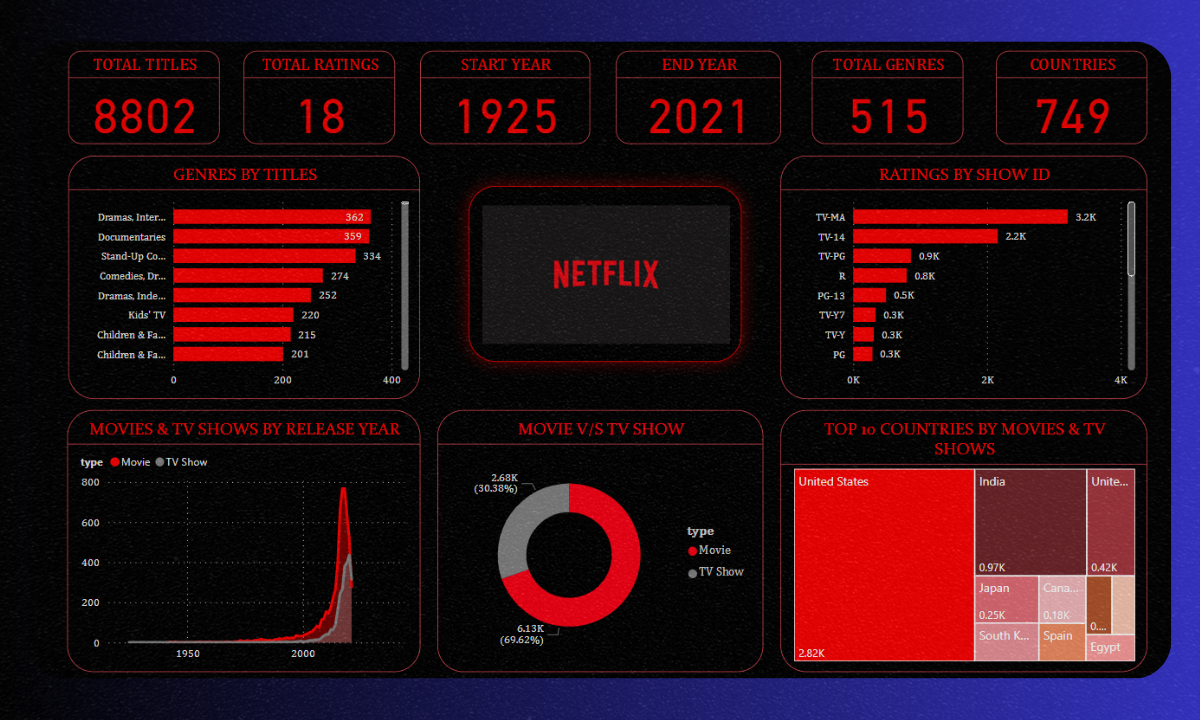 TOTAL TITLES
8802
TOTAL RATINGS
18
START YEAR
1925
END YEAR
2021
TOTAL GENRES
515
COUNTRIES
749
GENRES BY TITLES
Dramas, Inter... 362
Documentaries 359
Stand-Up Co... 334
Comedies, Dr... 274
Dramas, Inde... 252
Kids' TV 220
Children & Fa... 215
Children & Fa... 201
0 200 400
NETFLIX
RATINGS BY SHOW ID
TV-MA 3.2K
TV-14 2.2K
TV-PG 0.9K
R 0.8K
PG-13 0.5K
TV-Y7 0.3K
TV-Y 0.3K
PG 0.3K
0K 2K 4K
MOVIES & TV SHOWS BY RELEASE YEAR
type Movie TV Show
800
600
400
200
0
1950 2000
MOVIE V/S TV SHOW
2.68K
(30.38%)
6.13K
(69.62%)
type
Movie
TV Show
TOP 10 COUNTRIES BY MOVIES & TV
SHOWS
United States
2.82K
India
0.97K
Unite...
0.42K
Japan
0.25K
Cana...
0.18K
South K...
Spain
0....
Egypt